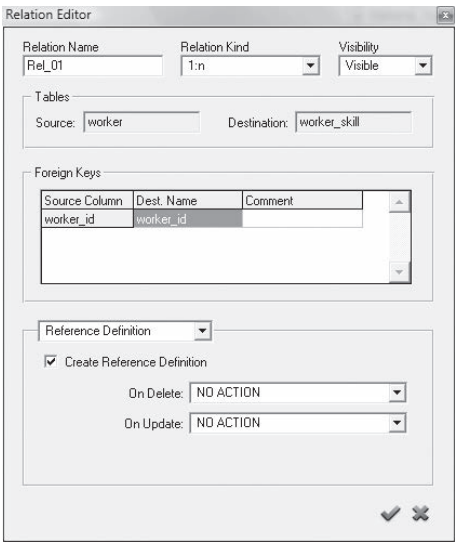 Relation Editor
Relation Name Relation Kind Visibility
Rel_01 1:n Visible
Tables
Source: worker Destination: worker_skill
Foreign Keys
Source Column Dest. Name Comment
worker_id worker_id
Reference Definition
Create Reference Definition
On Delete: NO ACTION
On Update: NO ACTION